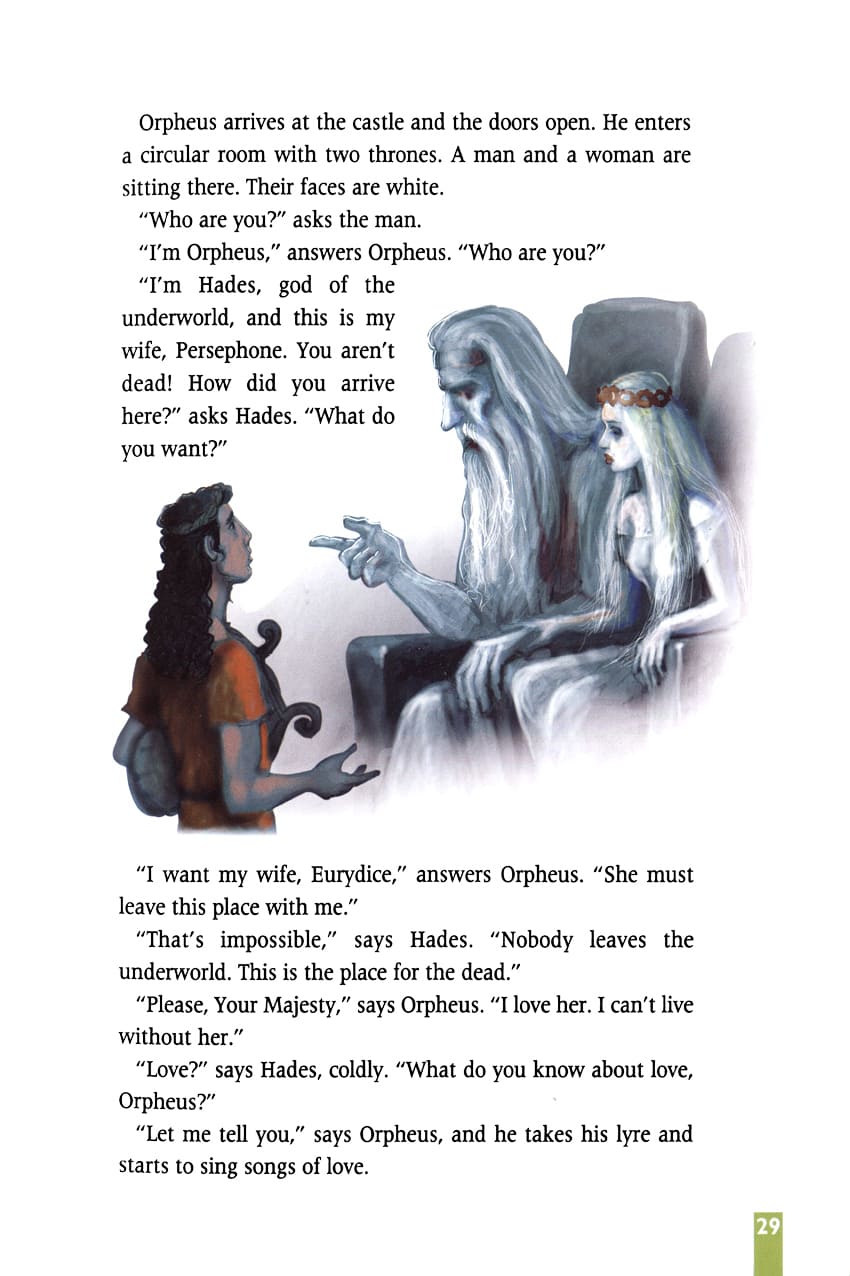 Orpheus arrives at the castle and the doors open. He enters
a circular room with two thrones. A man and a woman are
sitting there. Their faces are white.
“Who are you?” asks the man.
“I’m Orpheus,” answers Orpheus. “Who are you?”
“I’m Hades, god of the
underworld, and this is my
wife, Persephone. You aren’t
dead! How did you arrive
here?” asks Hades. “What do
you want?”
“I want my wife, Eurydice,” answers Orpheus. “She must
leave this place with me.”
“That’s impossible,” says Hades. “Nobody leaves the
underworld. This is the place for the dead.”
“Please, Your Majesty,” says Orpheus. “I love her. I can’t live
without her.”
“Love?” says Hades, coldly. “What do you know about love,
Orpheus?”
“Let me tell you,” says Orpheus, and he takes his lyre and
starts to sing songs of love.
29